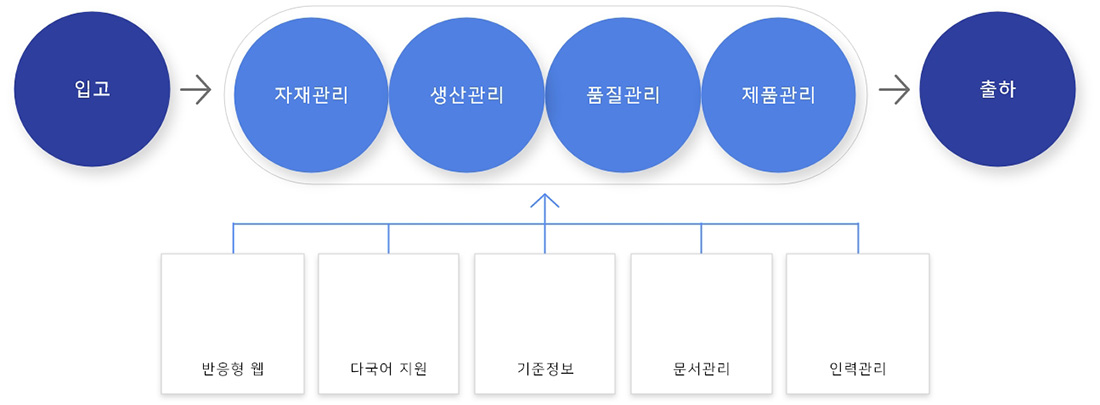 입고
자재관리
생산관리
품질관리
제품관리
출하
반응형 웹
다국어 지원
기준정보
문서관리
인력관리